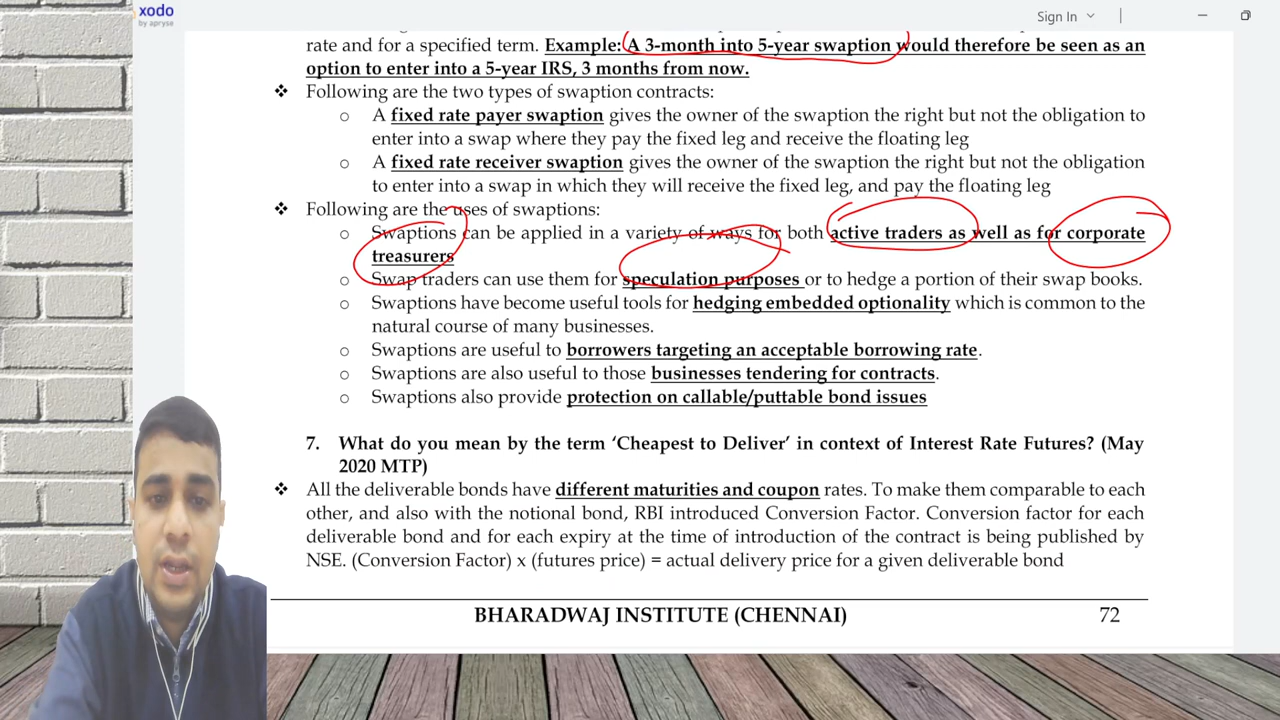 xodo
by apryse
Sign In
rate and for a specified term. Example: A 3-month into 5-year swaption would therefore be seen as an
option to enter into a 5-year IRS, 3 months from now.
❖ Following are the two types of swaption contracts:
o A fixed rate payer swaption gives the owner of the swaption the right but not the obligation to
enter into a swap where they pay the fixed leg and receive the floating leg
o A fixed rate receiver swaption gives the owner of the swaption the right but not the obligation
to enter into a swap in which they will receive the fixed leg, and pay the floating leg
❖ Following are the uses of swaptions:
o Swaptions can be applied in a variety of ways for both active traders as well as for corporate
treasurers
o Swap traders can use them for speculation purposes or to hedge a portion of their swap books.
o Swaptions have become useful tools for hedging embedded optionality which is common to the
natural course of many businesses.
o Swaptions are useful to borrowers targeting an acceptable borrowing rate.
o Swaptions are also useful to those businesses tendering for contracts.
o Swaptions also provide protection on callable/puttable bond issues
7. What do you mean by the term ‘Cheapest to Deliver’ in context of Interest Rate Futures? (May
2020 MTP)
❖ All the deliverable bonds have different maturities and coupon rates. To make them comparable to each
other, and also with the notional bond, RBI introduced Conversion Factor. Conversion factor for each
deliverable bond and for each expiry at the time of introduction of the contract is being published by
NSE. (Conversion Factor) x (futures price) = actual delivery price for a given deliverable bond
BHARADWAJ INSTITUTE (CHENNAI) 72